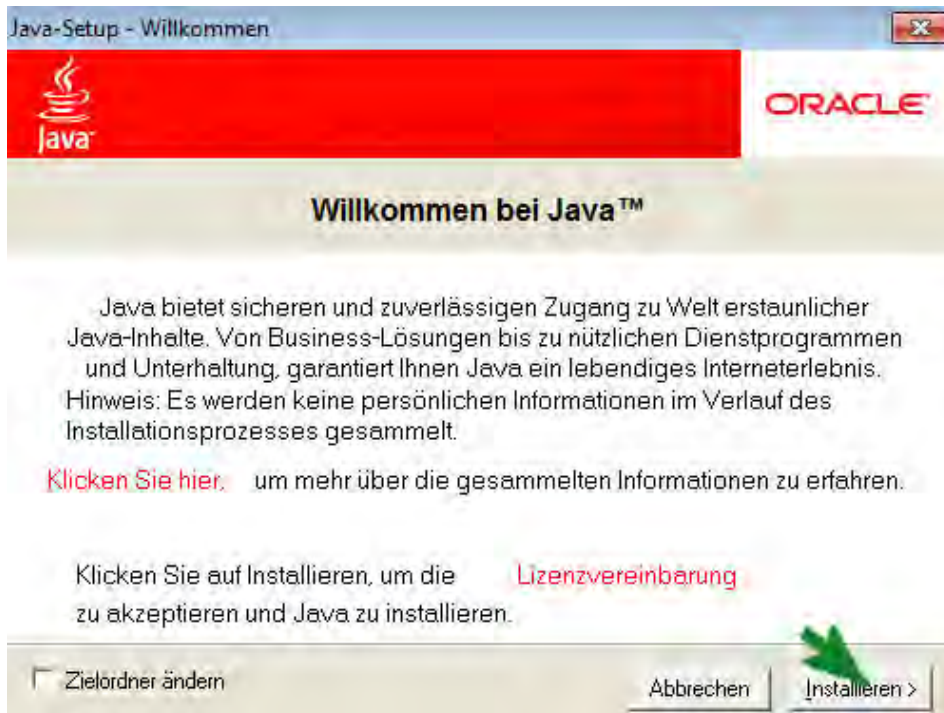 Java-Setup - Willkommen
Java
ORACLE
Willkommen bei Java™
Java bietet sicheren und zuverlässigen Zugang zu Welt erstaunlicher
Java-Inhalte. Von Business-Lösungen bis zu nützlichen Dienstprogrammen
und Unterhaltung, garantiert Ihnen Java ein lebendiges Interneterlebnis.
Hinweis: Es werden keine persönlichen Informationen im Verlauf des
Installationsprozesses gesammelt.
Klicken Sie hier, um mehr über die gesammelten Informationen zu erfahren.
Klicken Sie auf Installieren, um die Lizenzvereinbarung
zu akzeptieren und Java zu installieren.
Zielordner ändern
Abbrechen
Installieren >